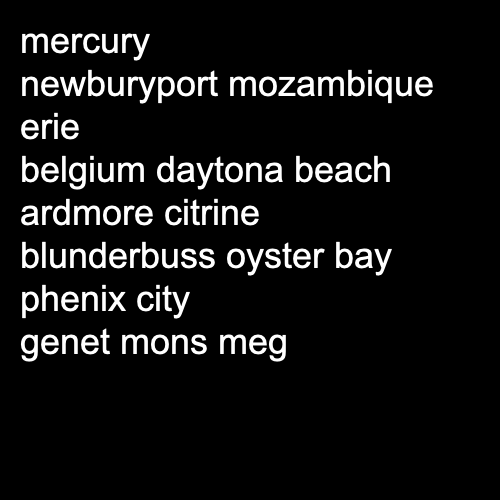 mercury
newburyport mozambique
erie
belgium daytona beach
ardmore citrine
blunderbuss oyster bay
phenix city
genet mons meg